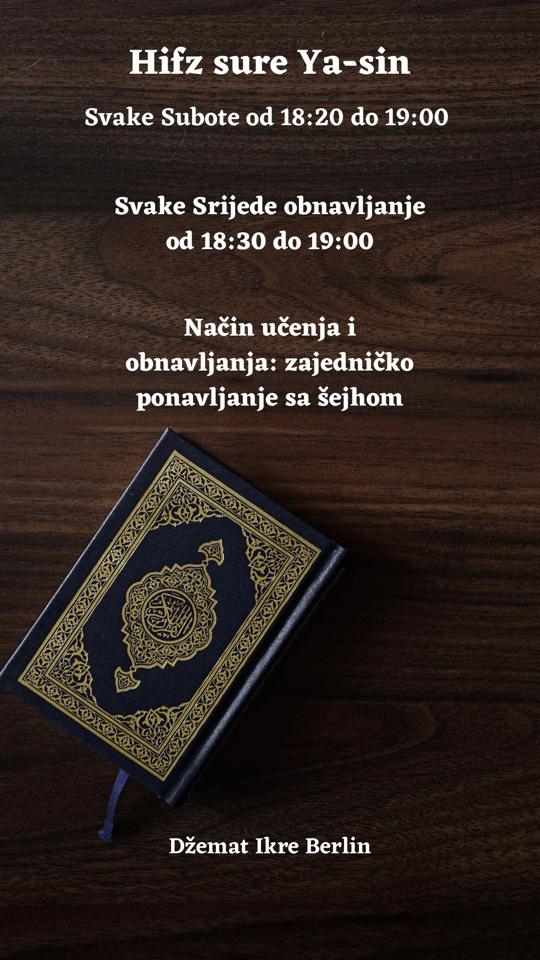 Hifz sure Ya-sin
Svake Subote od 18:20 do 19:00
Svake Srijede obnavljanje
od 18:30 do 19:00
Način učenja i
obnavljanja: zajedničko
ponavljanje sa šejhom
Džemat Ikre Berlin